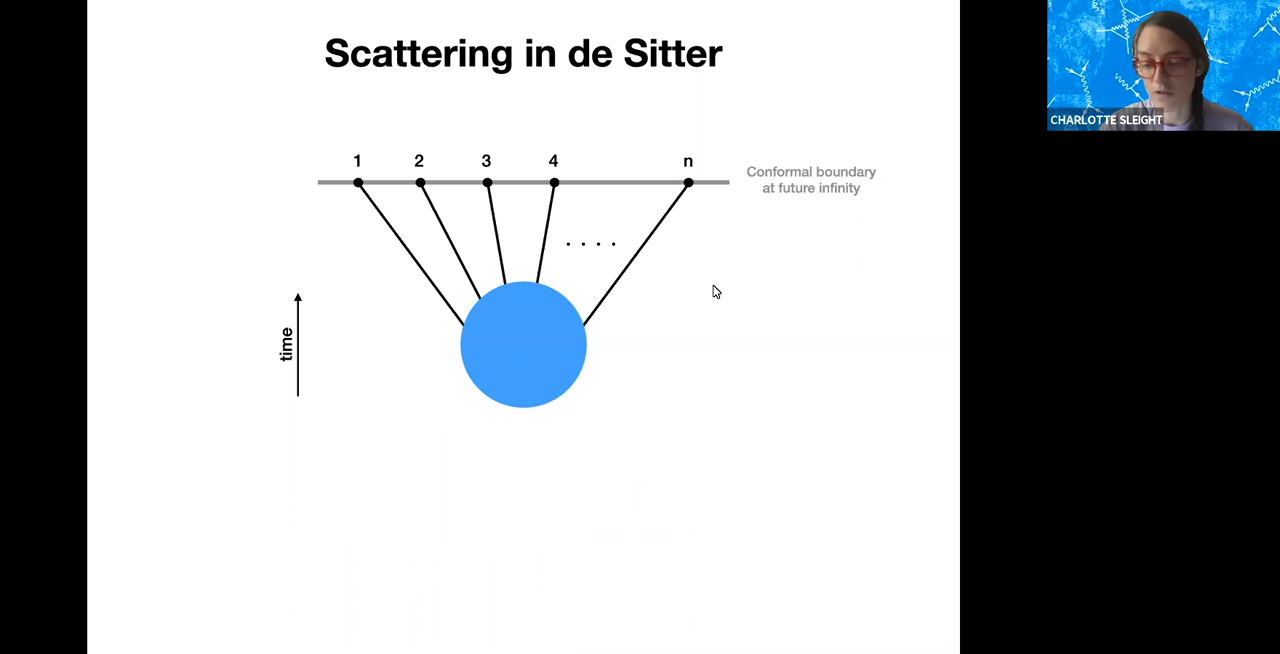 Scattering in de Sitter
CHARLOTTE SLEIGHT
1 2 3 4 n
Conformal boundary
at future infinity
. . . .
time